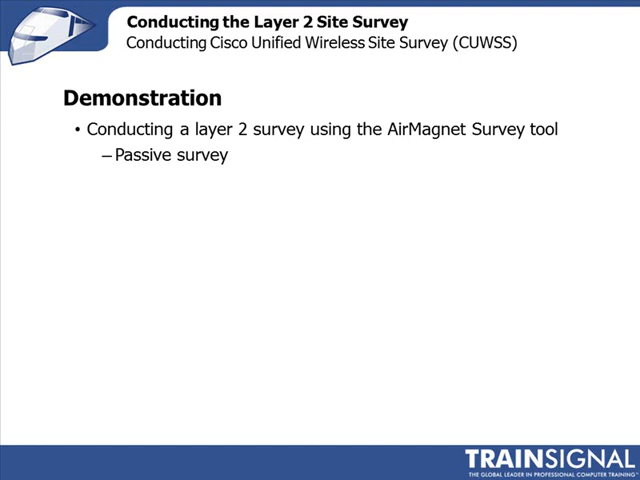 Conducting the Layer 2 Site Survey
Conducting Cisco Unified Wireless Site Survey (CUWSS)
Demonstration
• Conducting a layer 2 survey using the AirMagnet Survey tool
– Passive survey
TRAINSIGNAL
THE GLOBAL LEADER IN PROFESSIONAL COMPUTER TRAINING